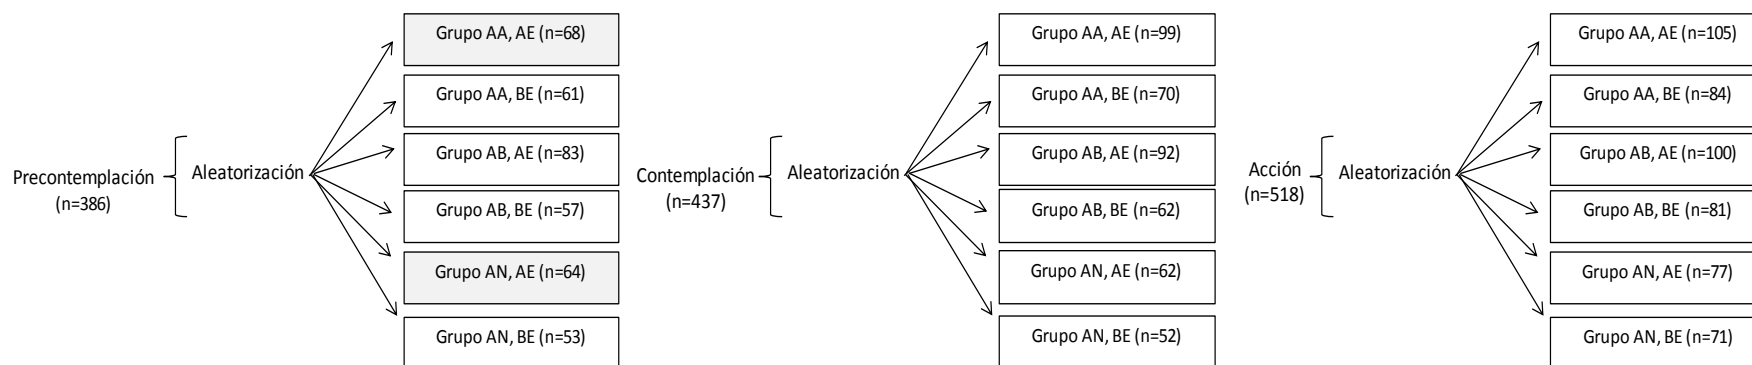 Precontemplación
(n=386)
Aleatorización
Grupo AA, AE (n=68)
Grupo AA, BE (n=61)
Grupo AB, AE (n=83)
Grupo AB, BE (n=57)
Grupo AN, AE (n=64)
Grupo AN, BE (n=53)
Contemplación
(n=437)
Aleatorización
Grupo AA, AE (n=99)
Grupo AA, BE (n=70)
Grupo AB, AE (n=92)
Grupo AB, BE (n=62)
Grupo AN, AE (n=62)
Grupo AN, BE (n=52)
Acción
(n=518)
Aleatorización
Grupo AA, AE (n=105)
Grupo AA, BE (n=84)
Grupo AB, AE (n=100)
Grupo AB, BE (n=81)
Grupo AN, AE (n=77)
Grupo AN, BE (n=71)